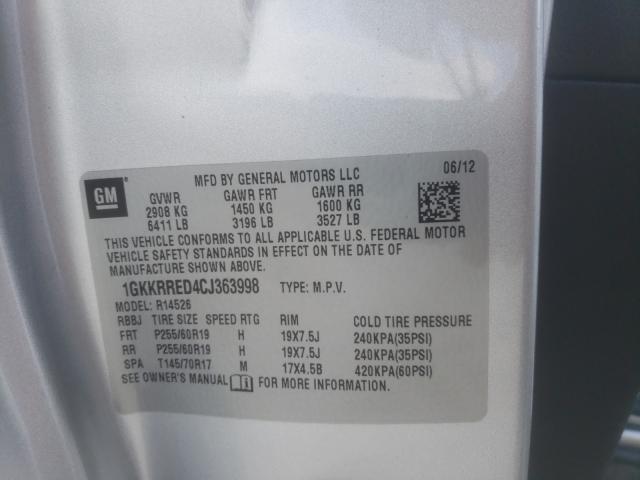 GM
MFD BY GENERAL MOTORS LLC 06/12
GVWR GAWR FRT GAWR RR
2908 KG 1450 KG 1600 KG
6411 LB 3196 LB 3527 LB
THIS VEHICLE CONFORMS TO ALL APPLICABLE U.S. FEDERAL MOTOR
VEHICLE SAFETY STANDARDS IN EFFECT ON THE DATE OF
MANUFACTURE SHOWN ABOVE.
1GKKRRED4CJ363998 TYPE: M.P.V.
MODEL: R14526
RBBJ TIRE SIZE SPEED RTG RIM COLD TIRE PRESSURE
FRT P255/60R19 H 19X7.5J 240KPA(35PSI)
RR P255/60R19 H 19X7.5J 240KPA(35PSI)
SPA T145/70R17 M 17X4.5B 420KPA(60PSI)
SEE OWNER'S MANUAL FOR MORE INFORMATION.